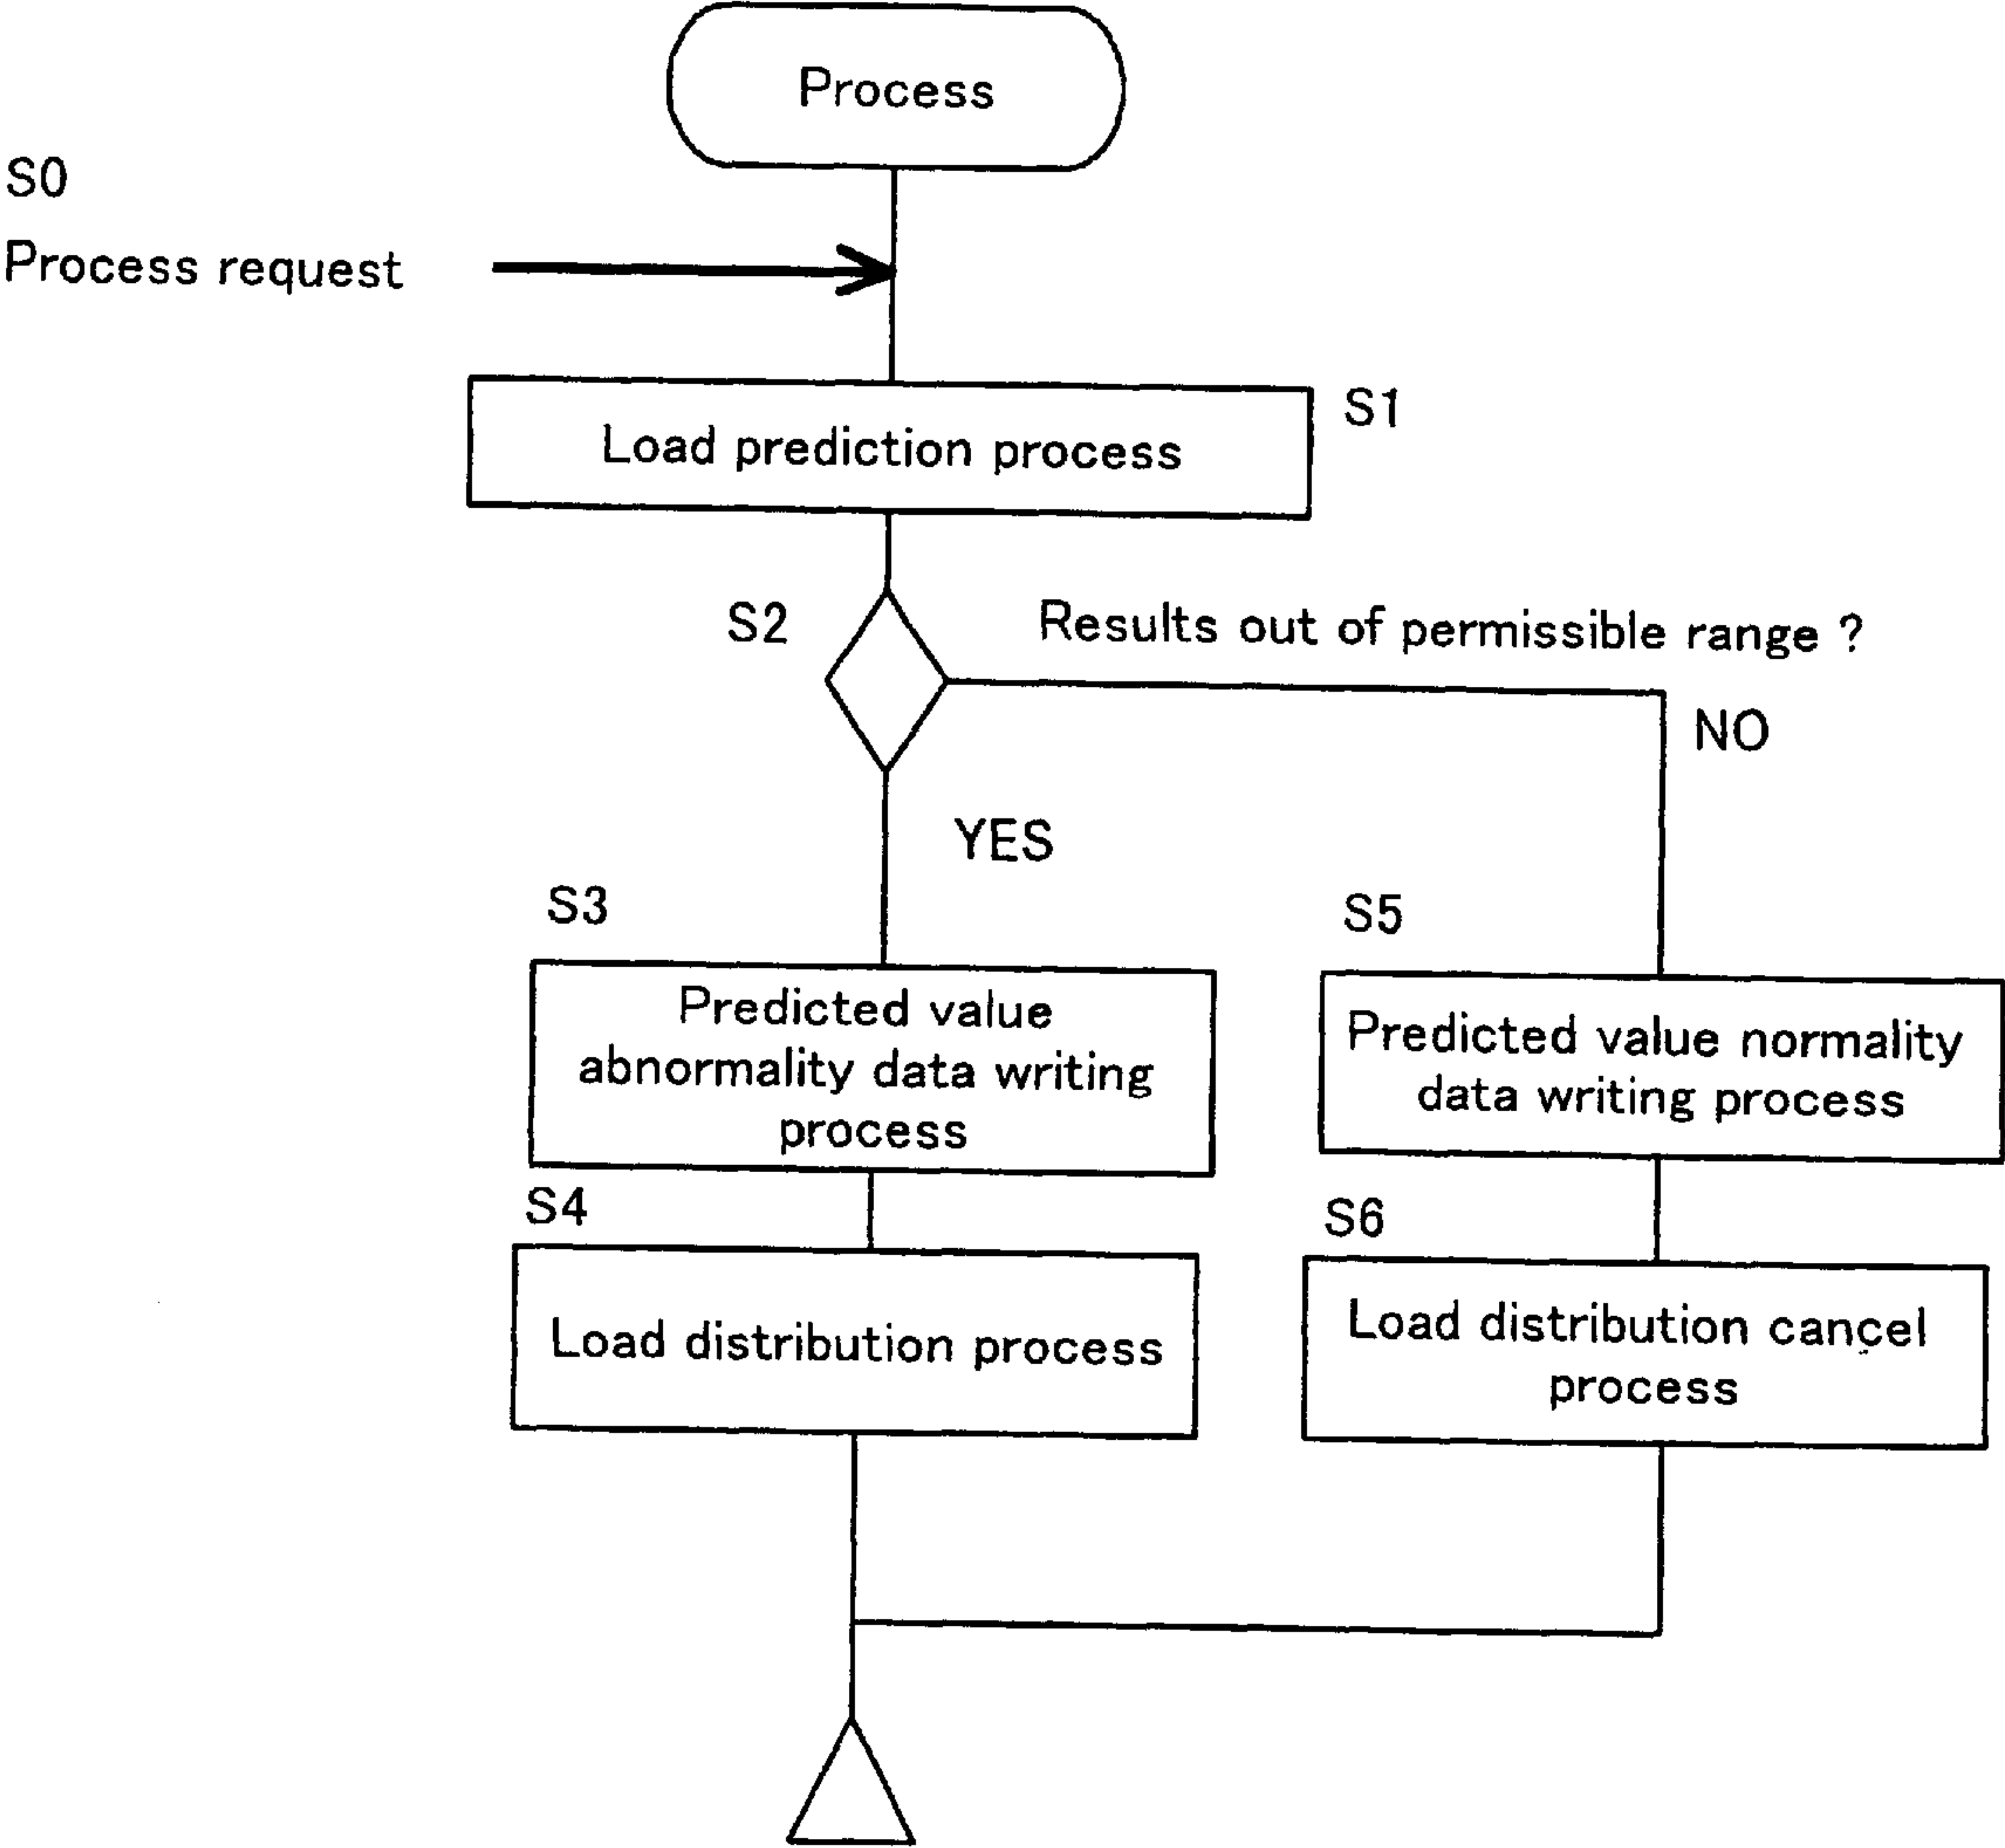 Process
S0
Process request
S1
Load prediction process
S2
Results out of permissible range ?
NO
YES
S3
Predicted value
abnormality data writing
process
S5
Predicted value normality
data writing process
S4
Load distribution process
S6
Load distribution cancel
process